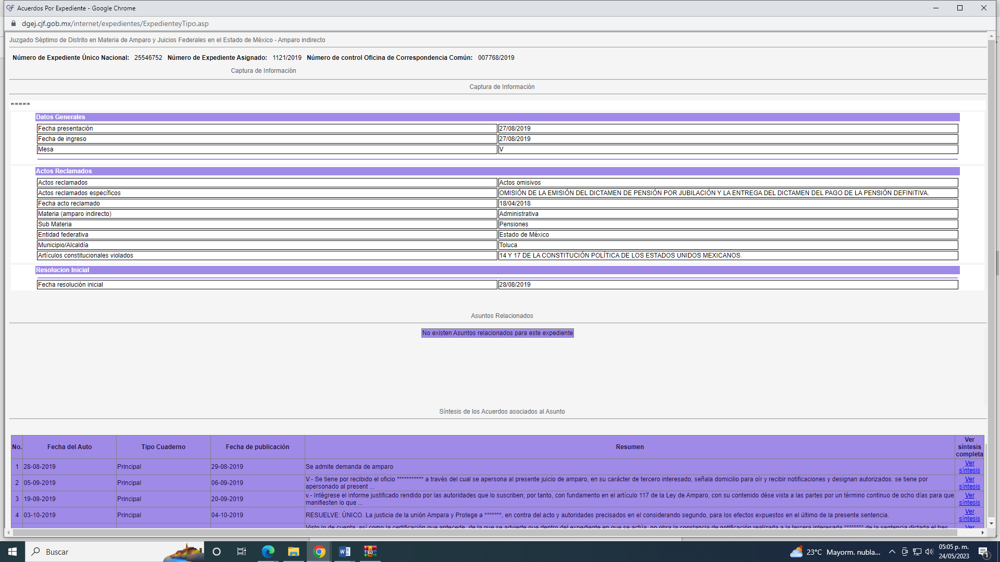 Acuerdos Por Expediente - Google Chrome
dgej.cjf.gob.mx/internet/expedientes/ExpedienteyTipo.asp
Juzgado Séptimo de Distrito en Materia de Amparo y Juicios Federales en el Estado de México - Amparo indirecto
Número de Expediente Único Nacional: 25546752 Número de Expediente Asignado: 1121/2019 Número de control Oficina de Correspondencia Común: 007768/2019
Captura de Información
Captura de Información
*****
Datos Generales
Fecha presentación 27/08/2019
Fecha de ingreso 27/08/2019
Mesa V
Actos Reclamados
Actos reclamados Actos omisivos
Actos reclamados específicos OMISIÓN DE LA EMISIÓN DEL DICTAMEN DE PENSIÓN POR JUBILACIÓN Y LA ENTREGA DEL DICTAMEN DEL PAGO DE LA PENSIÓN DEFINITIVA.
Fecha acto reclamado 18/04/2018
Materia (amparo indirecto) Administrativa
Sub Materia Pensiones
Entidad federativa Estado de México
Municipio/Alcaldía Toluca
Artículos constitucionales violados 14 Y 17 DE LA CONSTITUCIÓN POLÍTICA DE LOS ESTADOS UNIDOS MEXICANOS.
Resolucion Inicial
Fecha resolución inicial 28/08/2019
Asuntos Relacionados
No existen Asuntos relacionados para este expediente
Síntesis de los Acuerdos asociados al Asunto
No. Fecha del Auto Tipo Cuaderno Fecha de publicación Resumen Ver síntesis completa
1 28-08-2019 Principal 29-08-2019 Se admite demanda de amparo Ver síntesis
2 05-09-2019 Principal 06-09-2019 V.- Se tiene por recibido el oficio *********** a través del cual se apersona al presente juicio de amparo, en su carácter de tercero interesado, señala domicilio para oír y recibir notificaciones y designan autorizados. se tiene por
apersonado al present ... Ver síntesis
3 19-09-2019 Principal 20-09-2019 v.- Intégrese el informe justificado rendido por las autoridades que lo suscriben; por tanto, con fundamento en el artículo 117 de la Ley de Amparo, con su contenido dése vista a las partes por un término continuo de ocho días para que
manifiesten lo que ... Ver síntesis
4 03-10-2019 Principal 04-10-2019 RESUELVE: ÚNICO. La justicia de la unión Ampara y Protege a *******, en contra del acto y autoridades precisados en el considerando segundo, para los efectos expuestos en el último de la presente sentencia. Ver síntesis
Visto lo de cuenta, así como la certificación que antecede, de la que se advierte que dentro del expediente en que se actúa, no obra la constancia de notificación realizada a la tercera interesada ******** de la sentencia dictada el tres Ver
Buscar
23°C Mayorm. nubla...
05:05 p. m.
24/05/2023
1